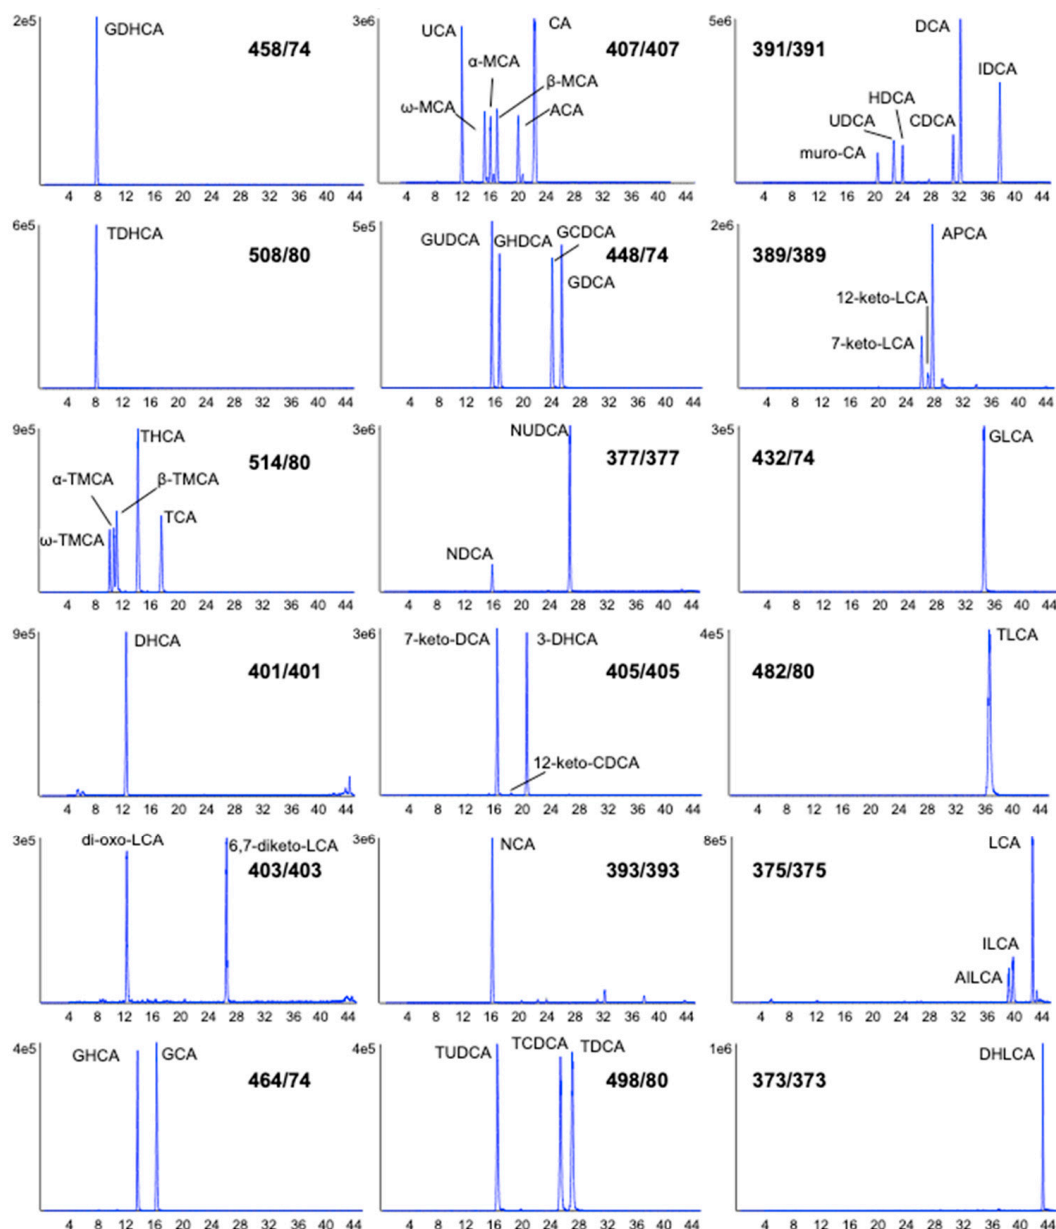 2e5
GDHCA
458/74
3e6
UCA
CA
407/407
α-MCA
β-MCA
ω-MCA
ACA
5e6
391/391
DCA
IDCA
HDCA
UDCA
CDCA
muro-CA
4 8 12 16 20 24 28 32 36 40 44
4 8 12 16 20 24 28 32 36 40 44
4 8 12 16 20 24 28 32 36 40 44
6e5
TDHCA
508/80
5e5
GUDCA
GHDCA
GCDCA
448/74
GDCA
2e6
APCA
389/389
12-keto-LCA
7-keto-LCA
4 8 12 16 20 24 28 32 36 40 44
4 8 12 16 20 24 28 32 36 40 44
4 8 12 16 20 24 28 32 36 40 44
9e5
THCA
514/80
α-TMCA
β-TMCA
TCA
ω-TMCA
3e6
NUDCA
377/377
NDCA
3e5
GLCA
432/74
4 8 12 16 20 24 28 32 36 40 44
4 8 12 16 20 24 28 32 36 40 44
4 8 12 16 20 24 28 32 36 40 44
9e5
DHCA
401/401
3e6
7-keto-DCA
3-DHCA
405/405
12-keto-CDCA
4e5
TLCA
482/80
4 8 12 16 20 24 28 32 36 40 44
4 8 12 16 20 24 28 32 36 40 44
4 8 12 16 20 24 28 32 36 40 44
3e5
di-oxo-LCA
6,7-diketo-LCA
403/403
3e6
NCA
393/393
8e5
LCA
375/375
ILCA
AILCA
4 8 12 16 20 24 28 32 36 40 44
4 8 12 16 20 24 28 32 36 40 44
4 8 12 16 20 24 28 32 36 40 44
4e5
GHCA
GCA
464/74
4e5
TUDCA
TCDCA
TDCA
498/80
1e6
DHLCA
373/373
4 8 12 16 20 24 28 32 36 40 44
4 8 12 16 20 24 28 32 36 40 44
4 8 12 16 20 24 28 32 36 40 44